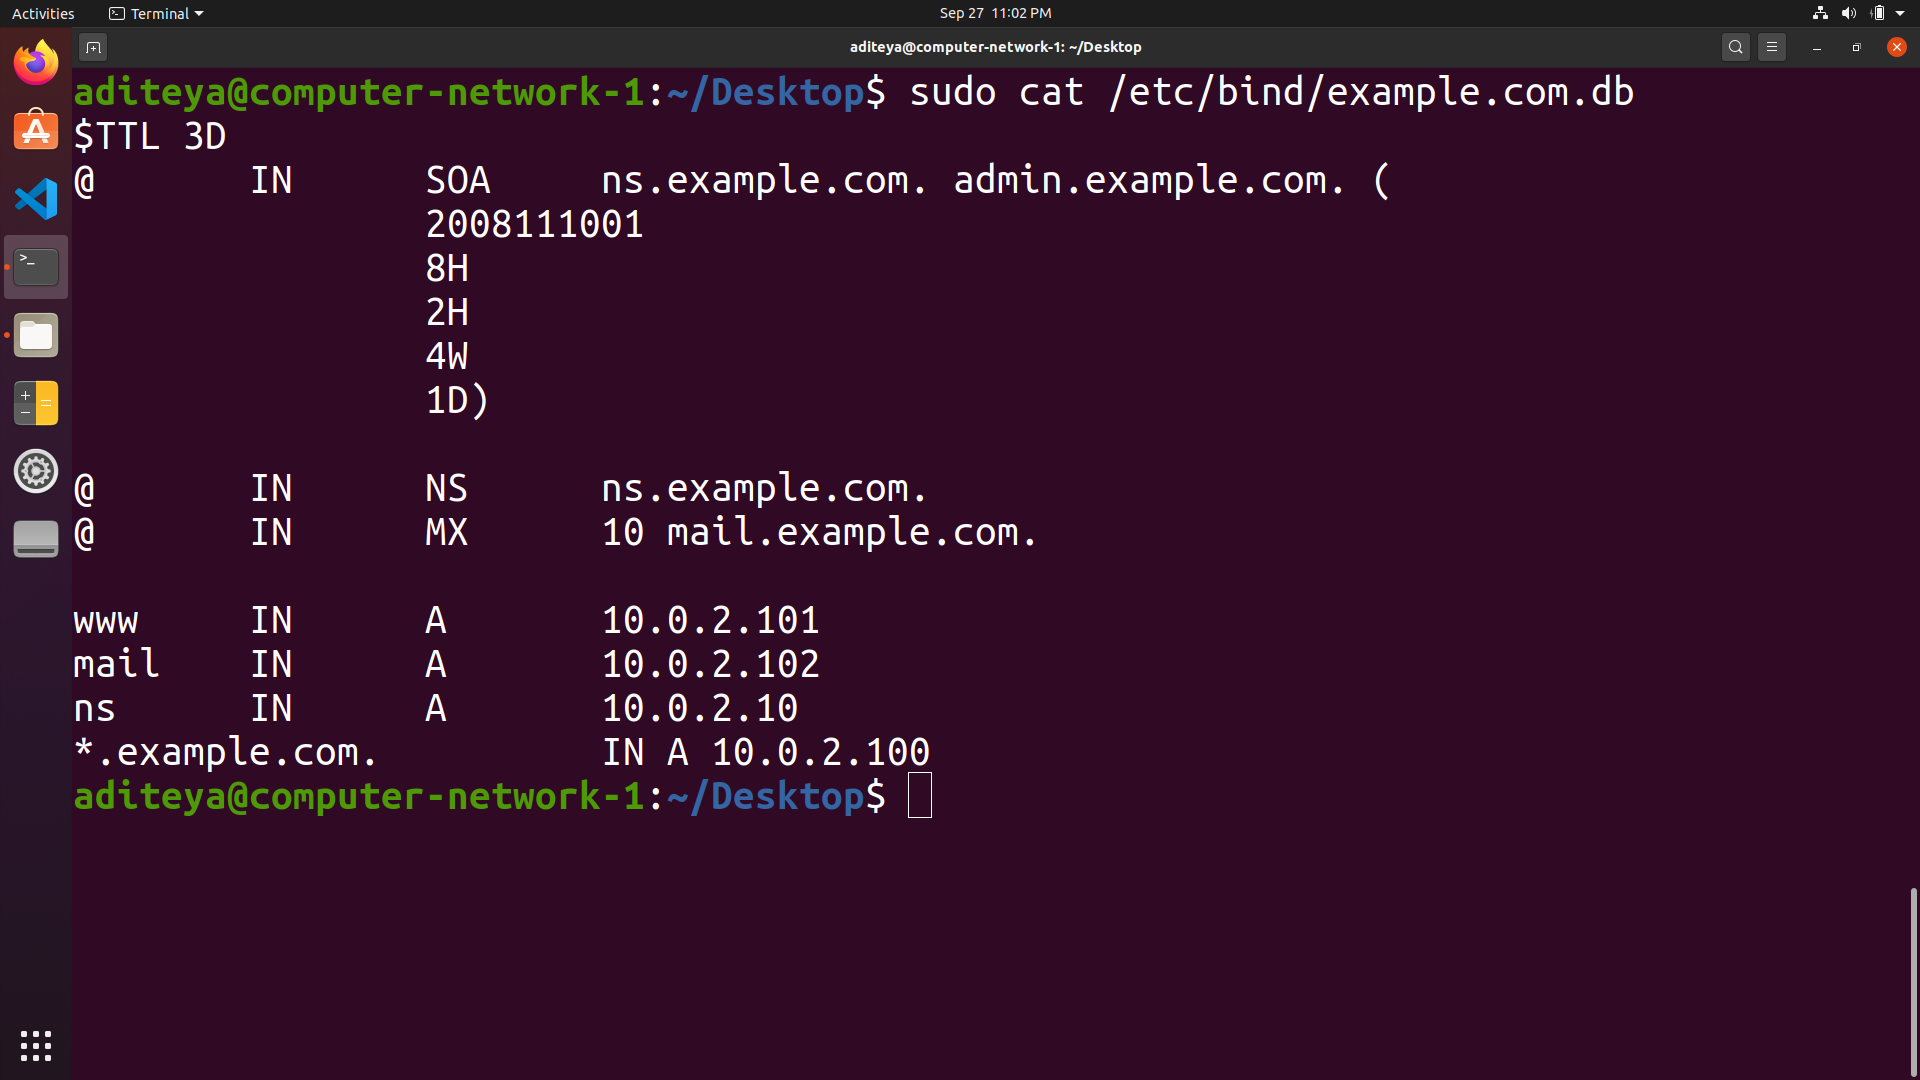 Activities Terminal Sep 27 11:02 PM
aditeya@computer-network-1: ~/Desktop
aditeya@computer-network-1:~/Desktop$ sudo cat /etc/bind/example.com.db
$TTL 3D
@ IN SOA ns.example.com. admin.example.com. (
2008111001
8H
2H
4W
1D)
@ IN NS ns.example.com.
@ IN MX 10 mail.example.com.
www IN A 10.0.2.101
mail IN A 10.0.2.102
ns IN A 10.0.2.10
*.example.com. IN A 10.0.2.100
aditeya@computer-network-1:~/Desktop$